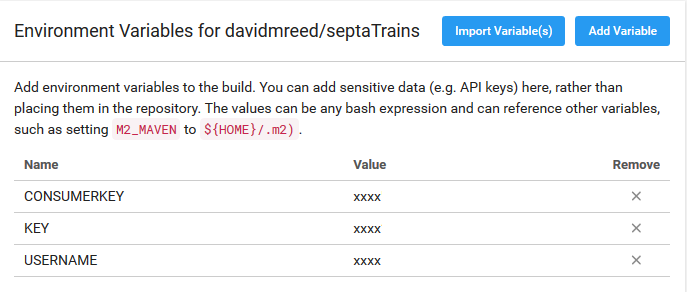 Environment Variables for davidmreed/septaTrains
Import Variable(s)
Add Variable
Add environment variables to the build. You can add sensitive data (e.g. API keys) here, rather than
placing them in the repository. The values can be any bash expression and can reference other variables,
such as setting M2_MAVEN to ${HOME}/.m2) .
Name Value Remove
CONSUMERKEY xxxx ×
KEY xxxx ×
USERNAME xxxx ×